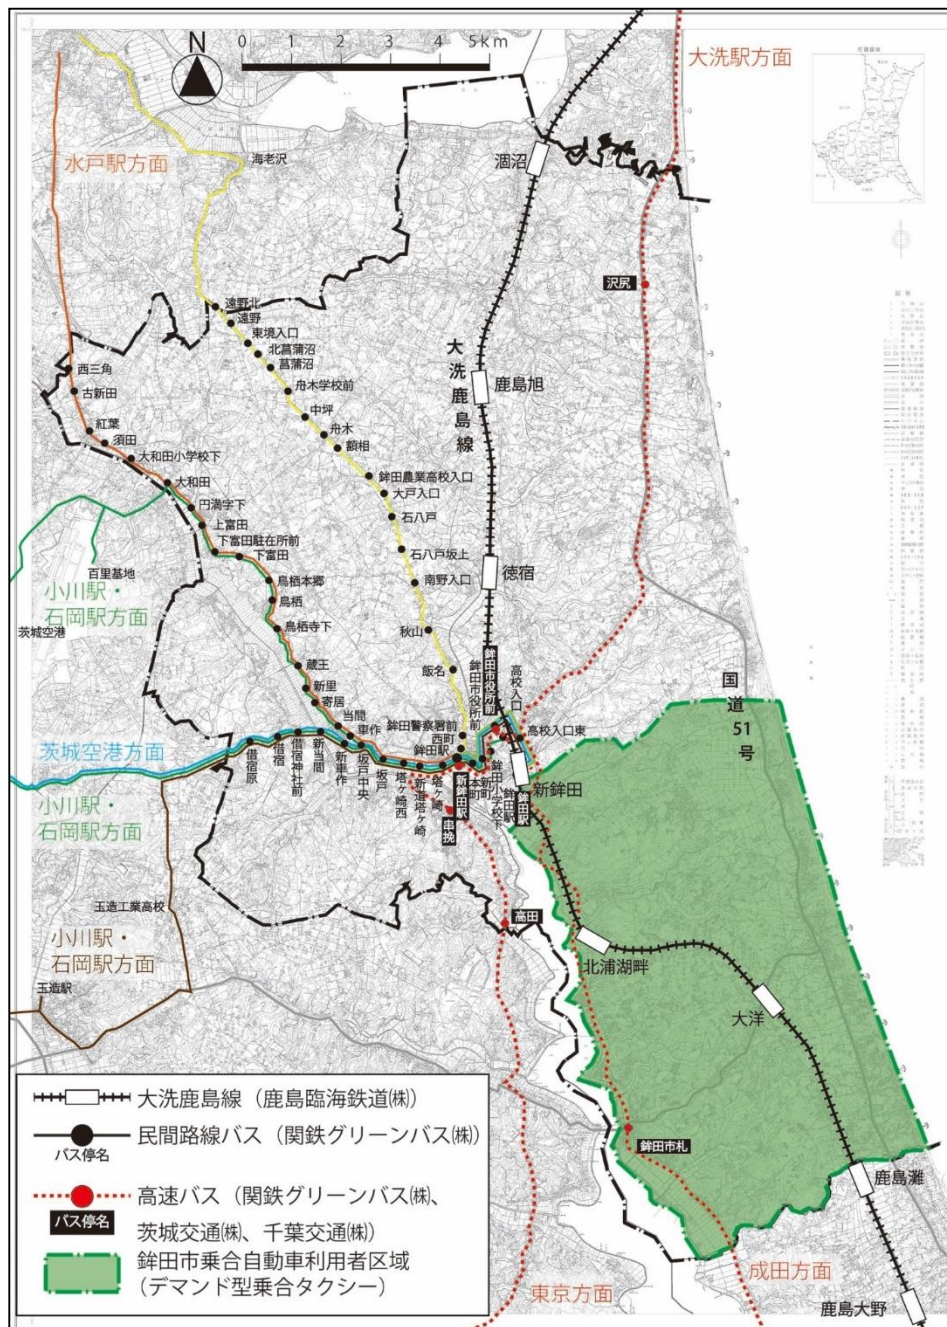 N
0 1 2 3 4 5km
大洗駅方面
水戸駅方面
海老沢
涸沼
沢尻
遠野北
遠野
東境入口
北菖蒲沼
菖蒲沼
舟木学校前
中坪
舟木
額相
鉾田農業高校入口
大戸入口
石八戸
石八戸坂上
南野入口
秋山
飯名
大洗鹿島線
鹿島旭
徳宿
西三角
古新田
紅葉
須田
大和田小学校下
大和田
円満字下
上富田
下富田駐在所前
下富田
鳥栖本郷
鳥栖
鳥栖寺下
蔵王
新里
寄居
当間
車作
百里基地
小川駅・
石岡駅方面
茨城空港
茨城空港方面
小川駅・
石岡駅方面
借宿原
借宿
借宿神社前
新当間
新車作
坂戸中央
坂戸
塔ヶ崎西
新道塔ヶ崎
塔ヶ崎
鉾田警察署前
西町
鉾田駅
鉾田市役所前
鉾田市役所前
高校入口
高校入口東
新鉾田駅
本町
新町
鉾田小学校下
鉾田駅
鉾田駅
新鉾田
串挽
国道51号
玉造工業高校
小川駅・
石岡駅方面
玉造駅
高田
北浦湖畔
大洋
鉾田市札
鹿島灘
東京方面
成田方面
鹿島大野
大洗鹿島線（鹿島臨海鉄道㈱）
民間路線バス（関鉄グリーンバス㈱）
バス停名
高速バス（関鉄グリーンバス㈱、
茨城交通㈱、千葉交通㈱）
バス停名
鉾田市乗合自動車利用者区域
（デマンド型乗合タクシー）